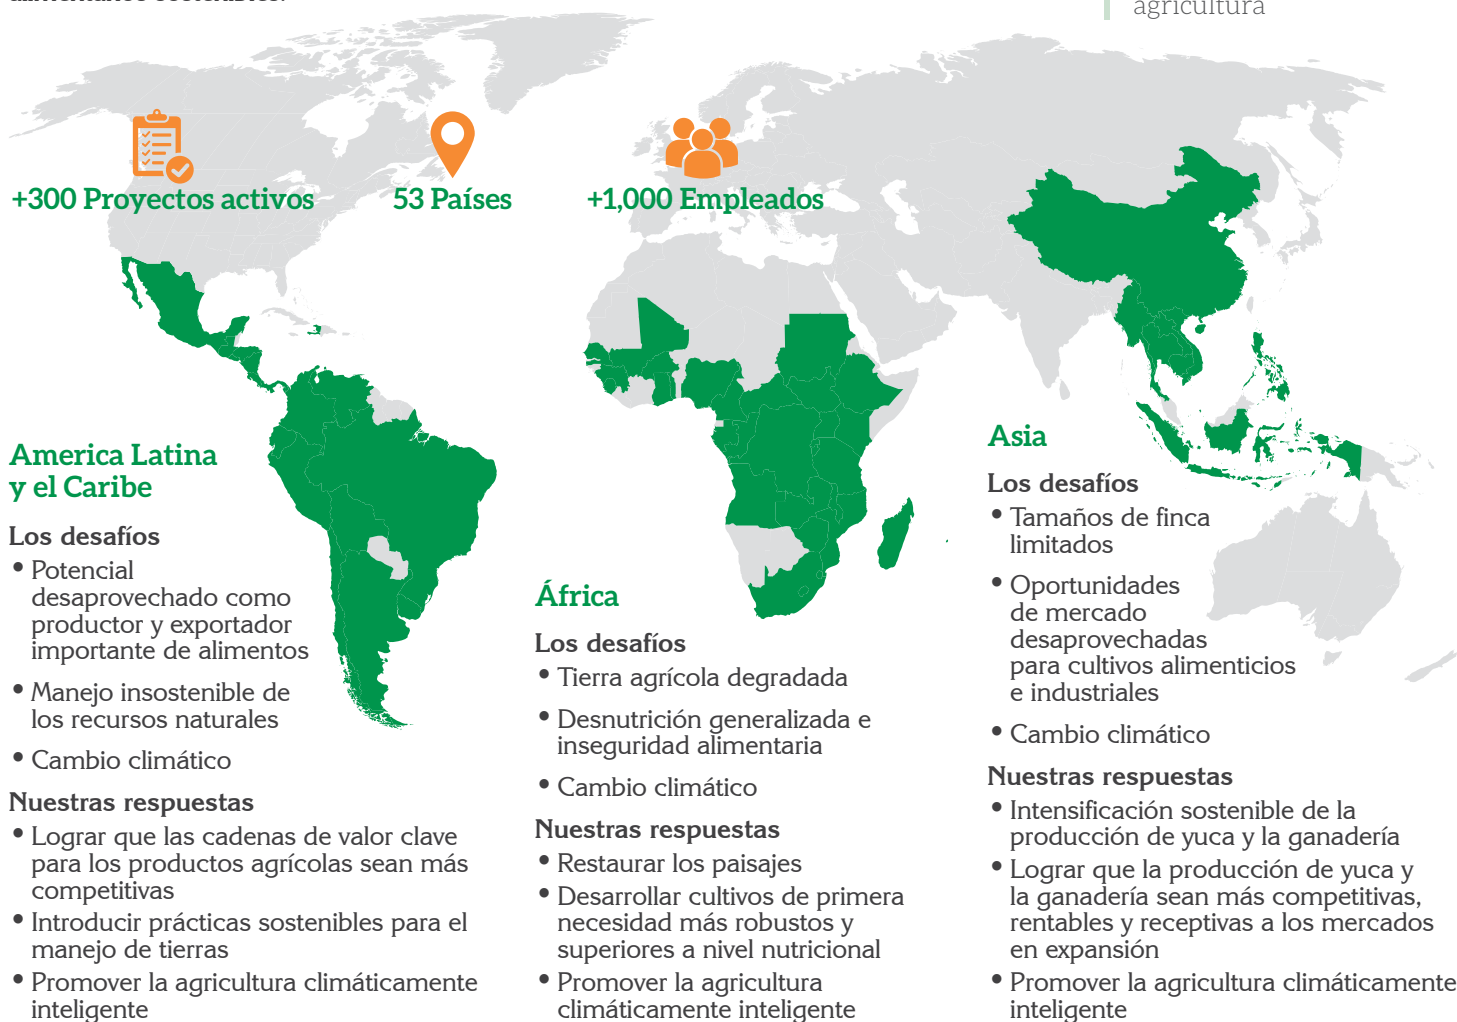 agricultura
+300 Proyectos activos
53 Países
+1,000 Empleados
America Latina
y el Caribe
Los desafíos
• Potencial
desaprovechado como
productor y exportador
importante de alimentos
• Manejo insostenible de
los recursos naturales
• Cambio climático
Nuestras respuestas
• Lograr que las cadenas de valor clave
para los productos agrícolas sean más
competitivas
• Introducir prácticas sostenibles para el
manejo de tierras
• Promover la agricultura climáticamente
inteligente
África
Los desafíos
• Tierra agrícola degradada
• Desnutrición generalizada e
inseguridad alimentaria
• Cambio climático
Nuestras respuestas
• Restaurar los paisajes
• Desarrollar cultivos de primera
necesidad más robustos y
superiores a nivel nutricional
• Promover la agricultura
climáticamente inteligente
Asia
Los desafíos
• Tamaños de finca
limitados
• Oportunidades
de mercado
desaprovechadas
para cultivos alimenticios
e industriales
• Cambio climático
Nuestras respuestas
• Intensificación sostenible de la
producción de yuca y la ganadería
• Lograr que la producción de yuca y
la ganadería sean más competitivas,
rentables y receptivas a los mercados
en expansión
• Promover la agricultura climáticamente
inteligente